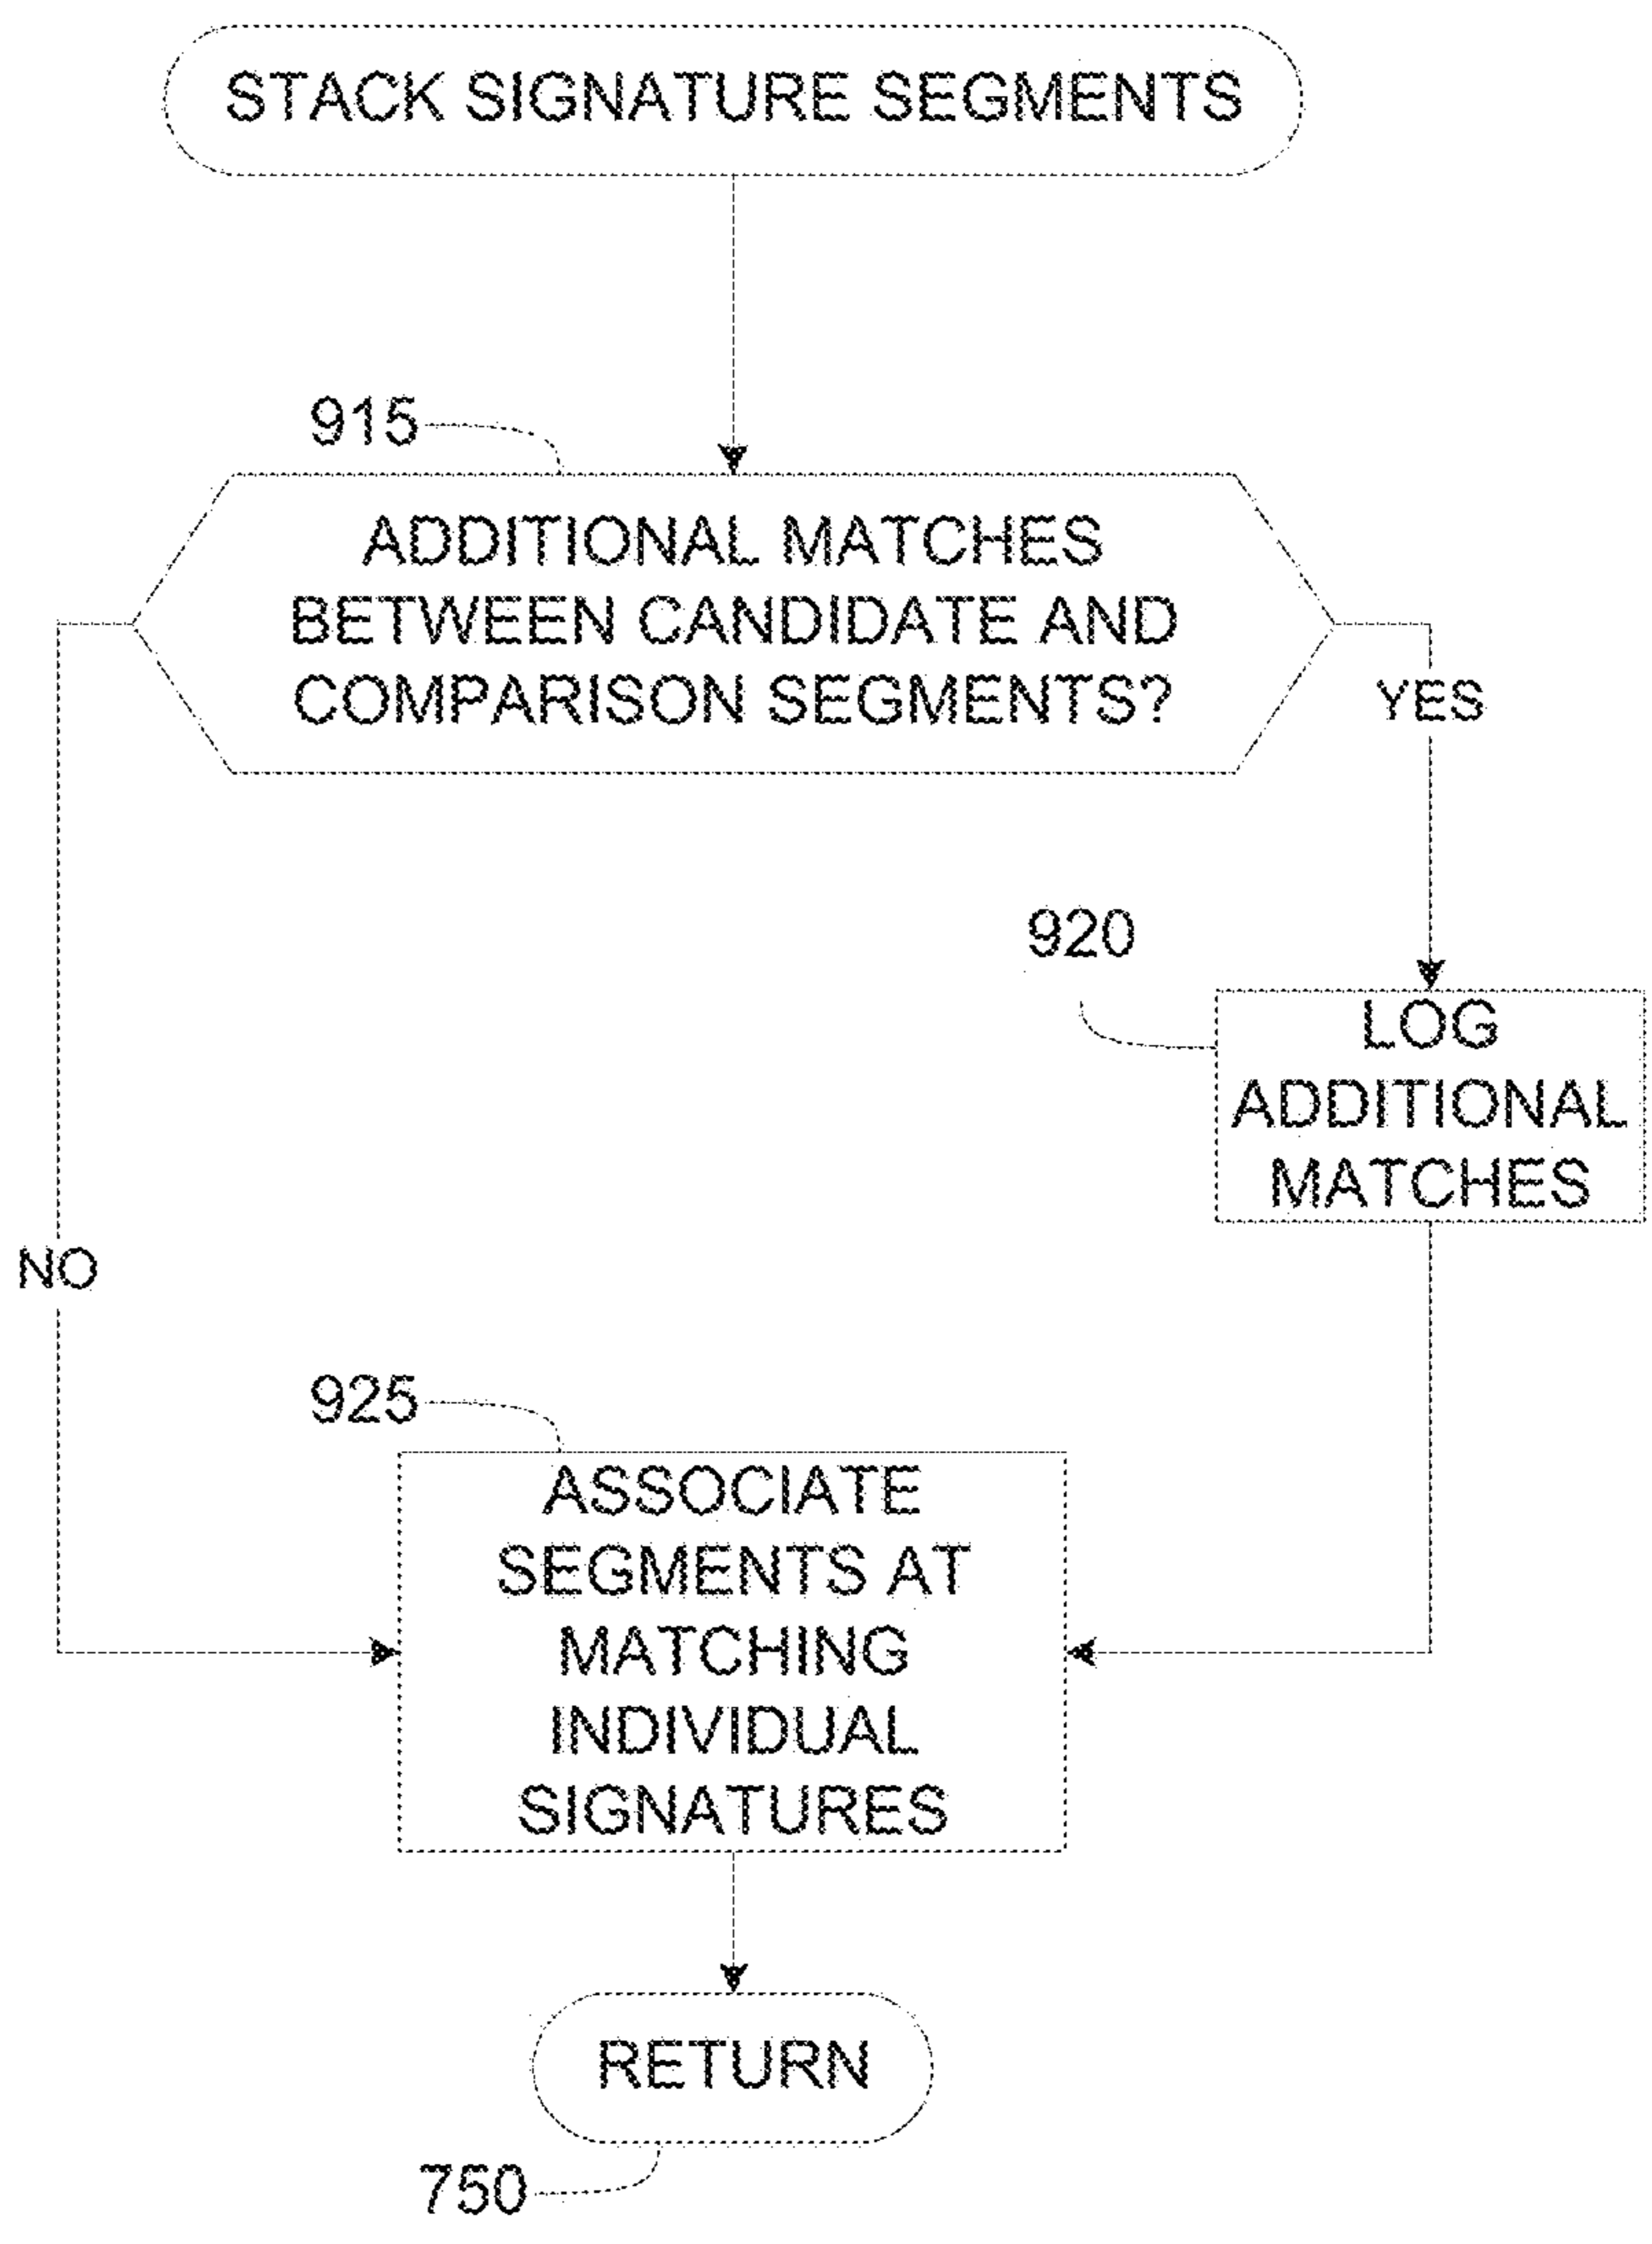 STACK SIGNATURE SEGMENTS
915
ADDITIONAL MATCHES
BETWEEN CANDIDATE AND
COMPARISON SEGMENTS?
YES
920
LOG
ADDITIONAL
MATCHES
NO
925
ASSOCIATE
SEGMENTS AT
MATCHING
INDIVIDUAL
SIGNATURES
RETURN
750